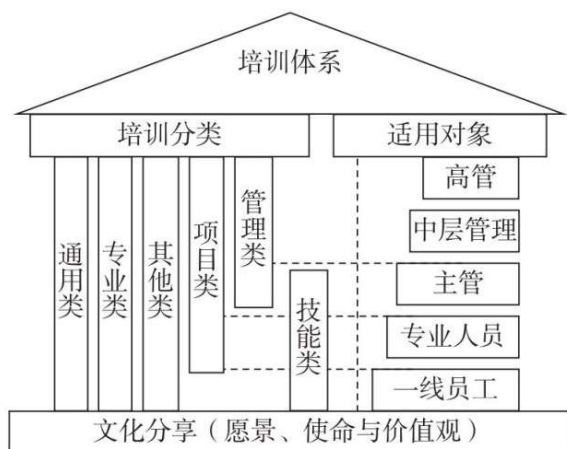 培训体系
培训分类
适用对象
通用类
专业类
其他类
项目类
管理类
技能类
高管
中层管理
主管
专业人员
一线员工
文化分享（愿景、使命与价值观）